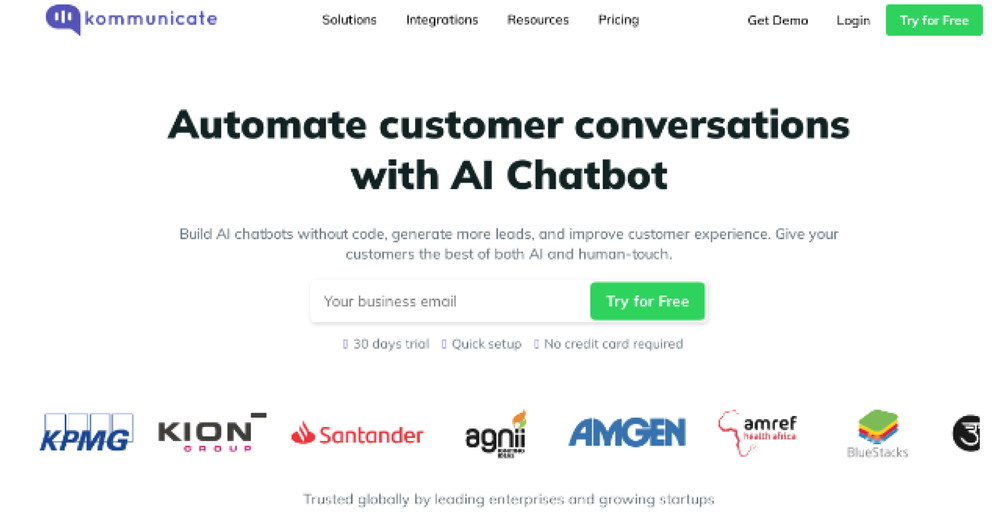 kommunicate
Solutions Integrations Resources Pricing Get Demo Login Try for Free
Automate customer conversations
with AI Chatbot
Build AI chatbots without code, generate more leads, and improve customer experience. Give your
customers the best of both AI and human-touch.
Your business email Try for Free
30 days trial Quick setup No credit card required
KPMG KION GROUP Santander agnii IGNITING IDEAS AMGEN amref health africa BlueStacks उ
Trusted globally by leading enterprises and growing startups